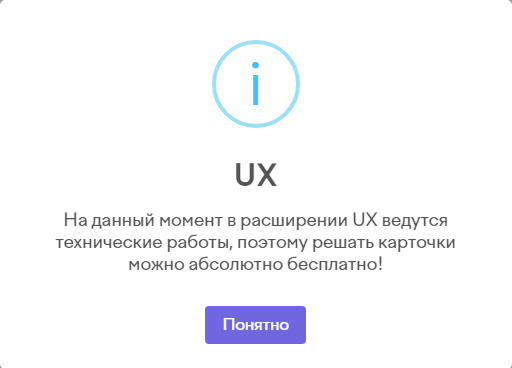 i
UX
На данный момент в расширении UX ведутся
технические работы, поэтому решать карточки
можно абсолютно бесплатно!
Понятно